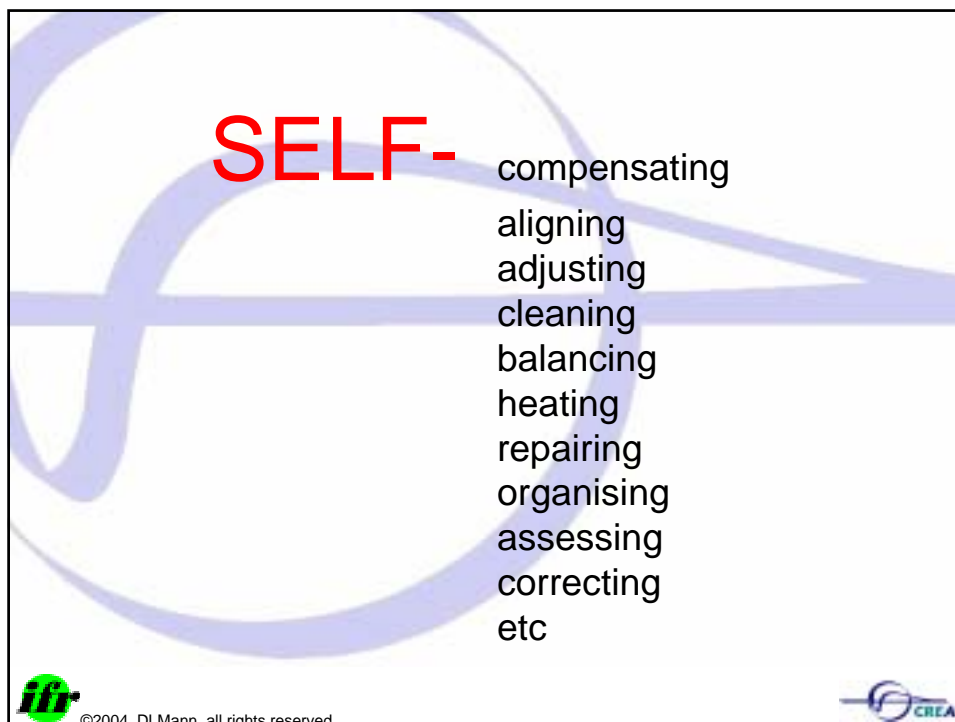 SELF- compensating
aligning
adjusting
cleaning
balancing
heating
repairing
organising
assessing
correcting
etc
ifr ©2004, DLMann, all rights reserved
CREA